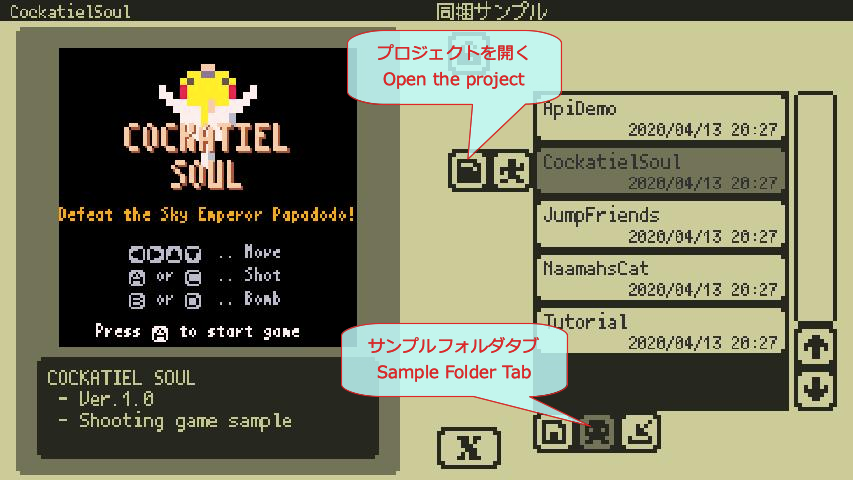 CockatielSoul
同梱サンプル
COCKATIEL
SOUL
Defeat the Sky Emperor Papadodo!
.. Move
A or C .. Shot
B or D .. Bomb
Press A to start game
COCKATIEL SOUL
- Ver.1.0
- Shooting game sample
プロジェクトを開く
Open the project
ApiDemo
2020/04/13 20:27
CockatielSoul
2020/04/13 20:27
JumpFriends
2020/04/13 20:27
NaamahsCat
2020/04/13 20:27
Tutorial
2020/04/13 20:27
サンプルフォルダタブ
Sample Folder Tab
X